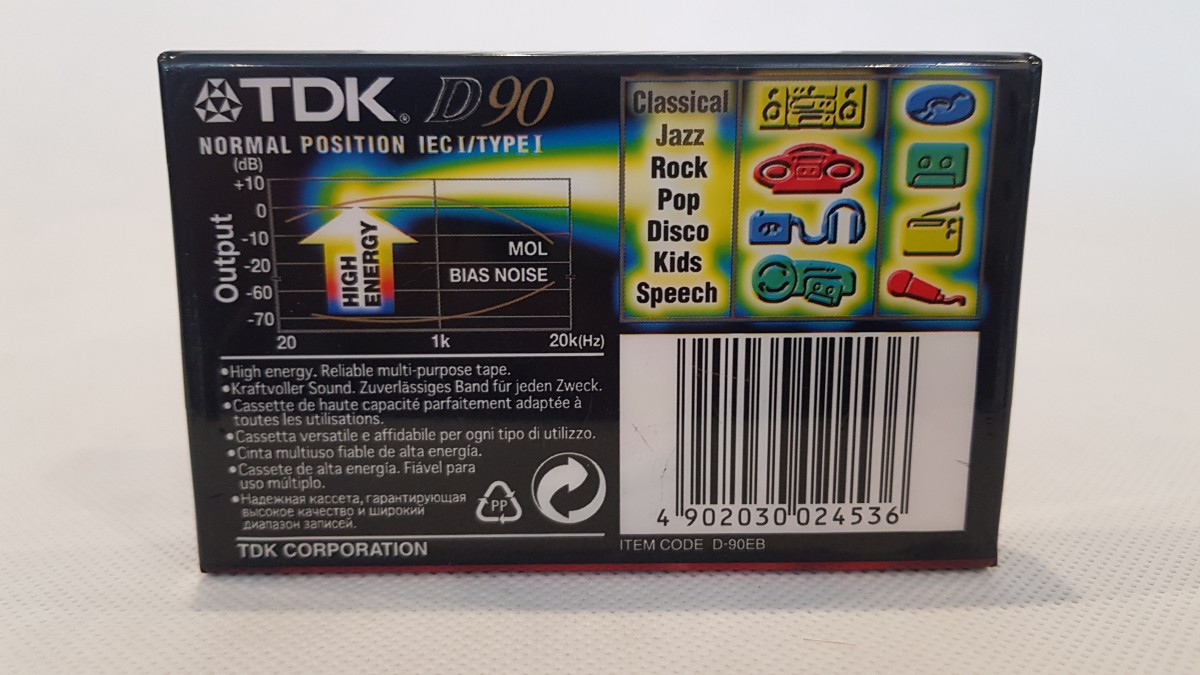 TDK. D90
NORMAL POSITION IEC I/TYPE I
(dB)
+10
0
-10
-20
-60
-70
Output
HIGH
ENERGY
MOL
BIAS NOISE
20 1k 20k(Hz)
•High energy. Reliable multi-purpose tape.
•Kraftvoller Sound. Zuverlässiges Band für jeden Zweck.
•Cassette de haute capacité parfaitement adaptée à
toutes les utilisations.
•Cassetta versatile e affidabile per ogni tipo di utilizzo.
•Cinta multiuso fiable de alta energía.
•Cassete de alta energía. Fiável para
uso múltiplo.
•Надежная кассета, гарантирующая
высокое качество и широкий
диапазон записей.
PP
TDK CORPORATION
Classical
Jazz
Rock
Pop
Disco
Kids
Speech
4 902030 024536
ITEM CODE D-90EB